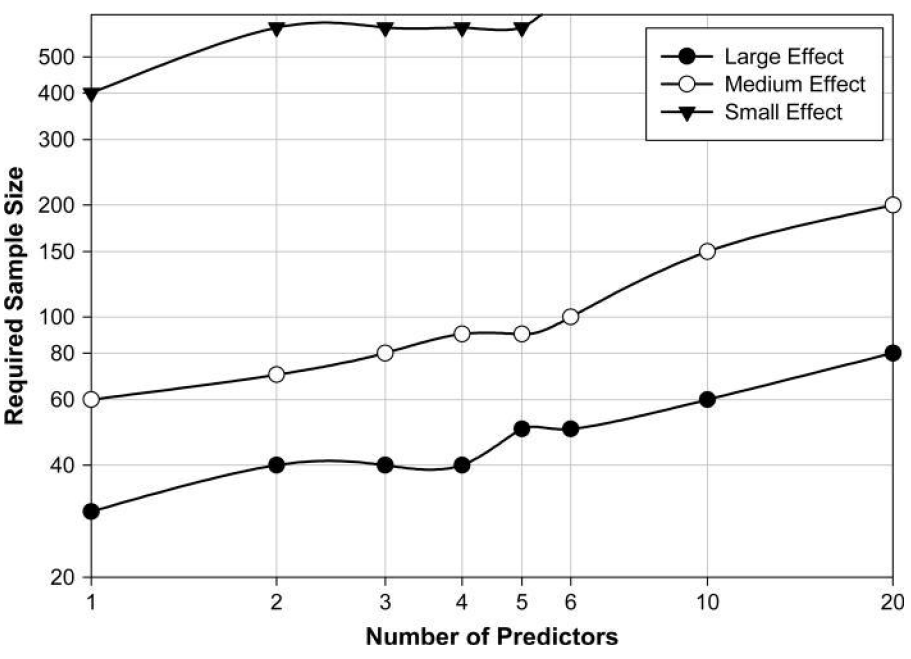 Large Effect
Medium Effect
Small Effect
Required Sample Size
500
400
300
200
150
100
80
60
40
20
1 2 3 4 5 6 10 20
Number of Predictors